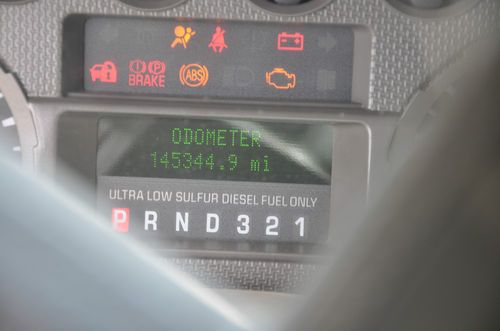 BRAKE ABS
ODOMETER
145344.9 mi
ULTRA LOW SULFUR DIESEL FUEL ONLY
P R N D 3 2 1